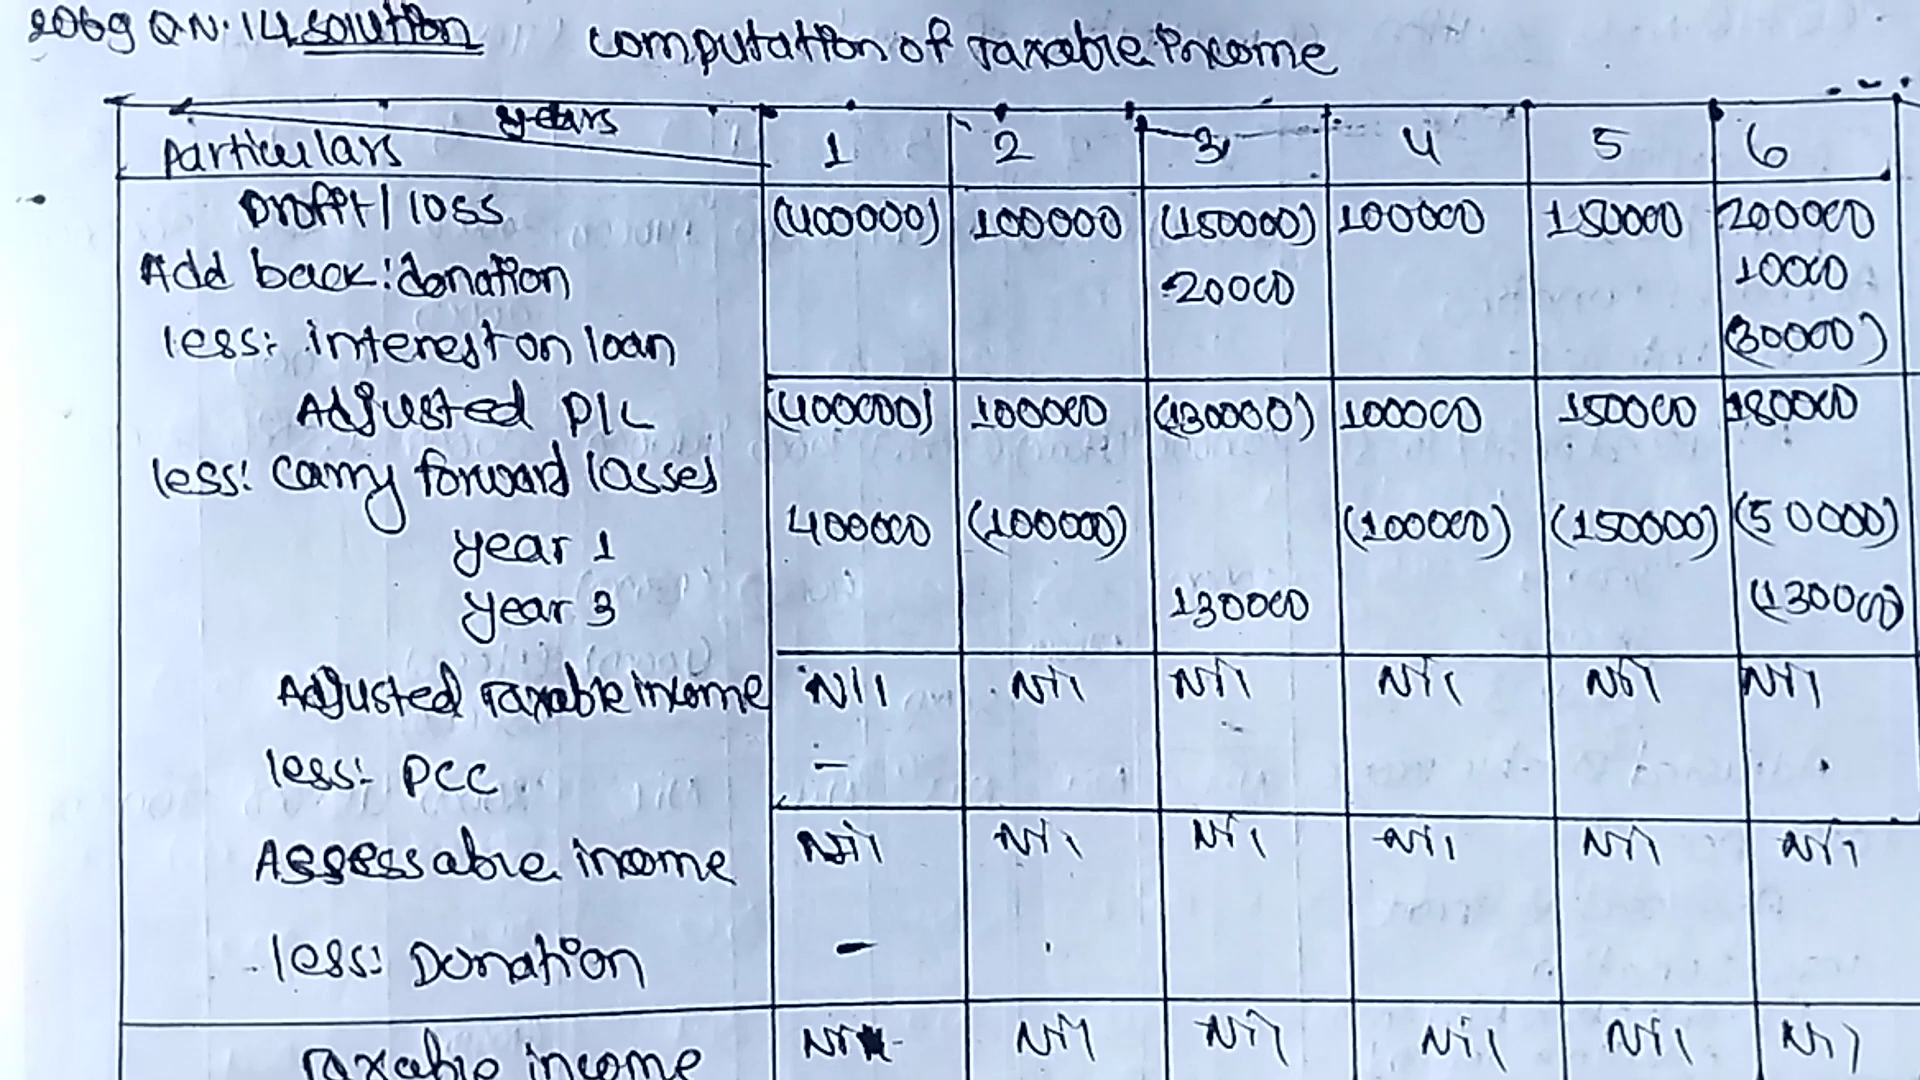 2069 QN. 14 solution computation of Taxable income
years
particulars 1 2 3 4 5 6
Profit/loss (400000) 100000 (150000) 100000 150000 200000
Add back: donation 20000 10000
less: interest on loan (30000)
Adjusted P/L (400000) 100000 (130000) 100000 150000 180000
less: carry forward losses
year 1 400000 (100000) (100000) (150000) (50000)
year 3 130000 (130000)
Adjusted taxable income Nil Nil Nil Nil Nil Nil
less:- PCC –
Assessable income Nil Nil Nil Nil Nil Nil
less: Donation –
Taxable income Nil Nil Nil Nil Nil Nil